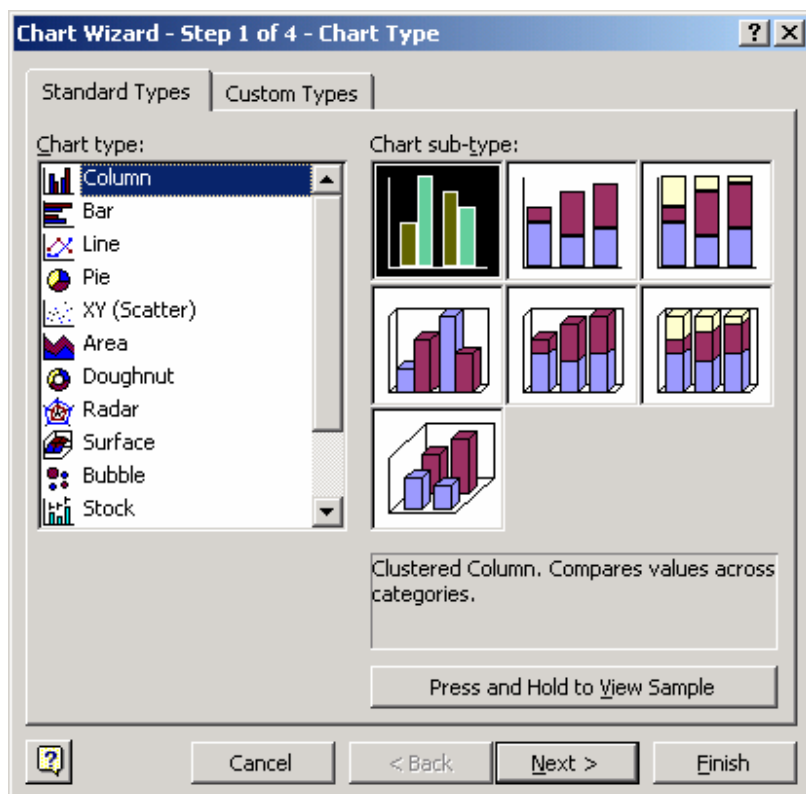 Chart Wizard - Step 1 of 4 - Chart Type
Standard Types
Custom Types
Chart type:
Column
Bar
Line
Pie
XY (Scatter)
Area
Doughnut
Radar
Surface
Bubble
Stock
Chart sub-type:
Clustered Column. Compares values across
categories.
Press and Hold to View Sample
Cancel
< Back
Next >
Finish